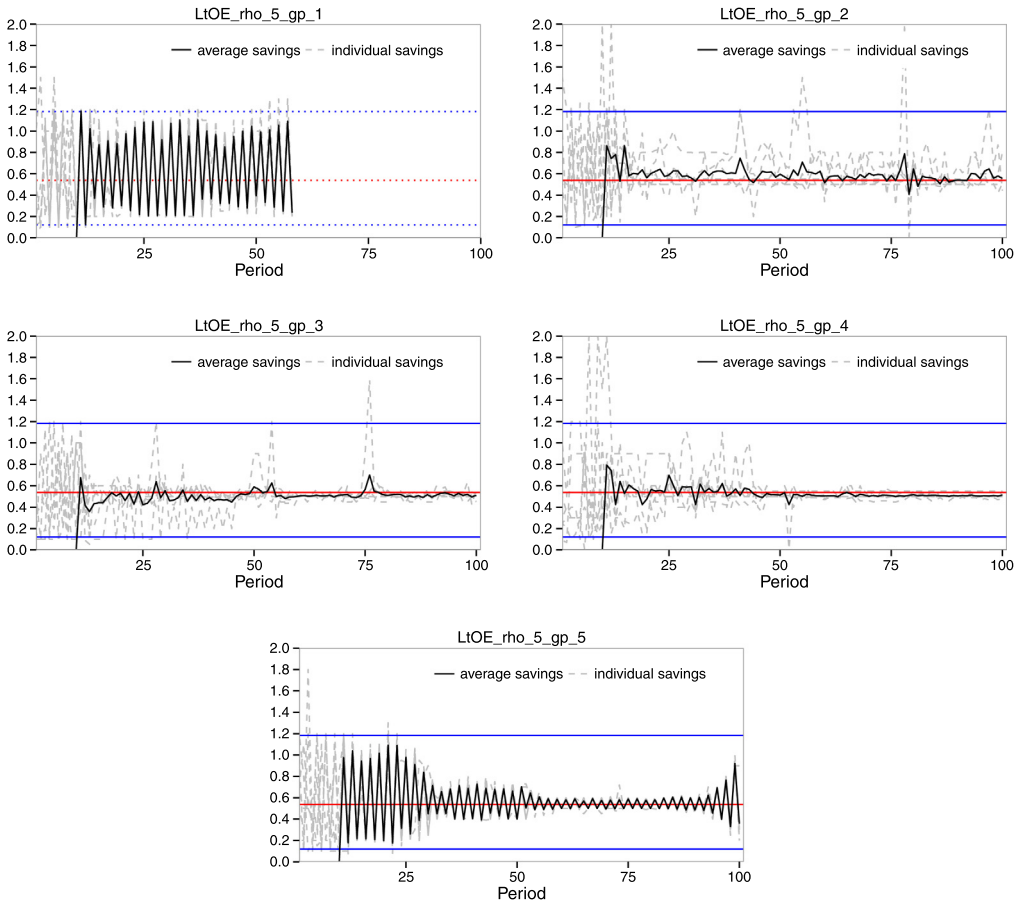 LtOE_rho_5_gp_1
average savings individual savings
2.0
1.8
1.6
1.4
1.2
1.0
0.8
0.6
0.4
0.2
0.0
25 50 75 100
Period
LtOE_rho_5_gp_2
average savings individual savings
2.0
1.8
1.6
1.4
1.2
1.0
0.8
0.6
0.4
0.2
0.0
25 50 75 100
Period
LtOE_rho_5_gp_3
average savings individual savings
2.0
1.8
1.6
1.4
1.2
1.0
0.8
0.6
0.4
0.2
0.0
25 50 75 100
Period
LtOE_rho_5_gp_4
average savings individual savings
2.0
1.8
1.6
1.4
1.2
1.0
0.8
0.6
0.4
0.2
0.0
25 50 75 100
Period
LtOE_rho_5_gp_5
average savings individual savings
2.0
1.8
1.6
1.4
1.2
1.0
0.8
0.6
0.4
0.2
0.0
25 50 75 100
Period